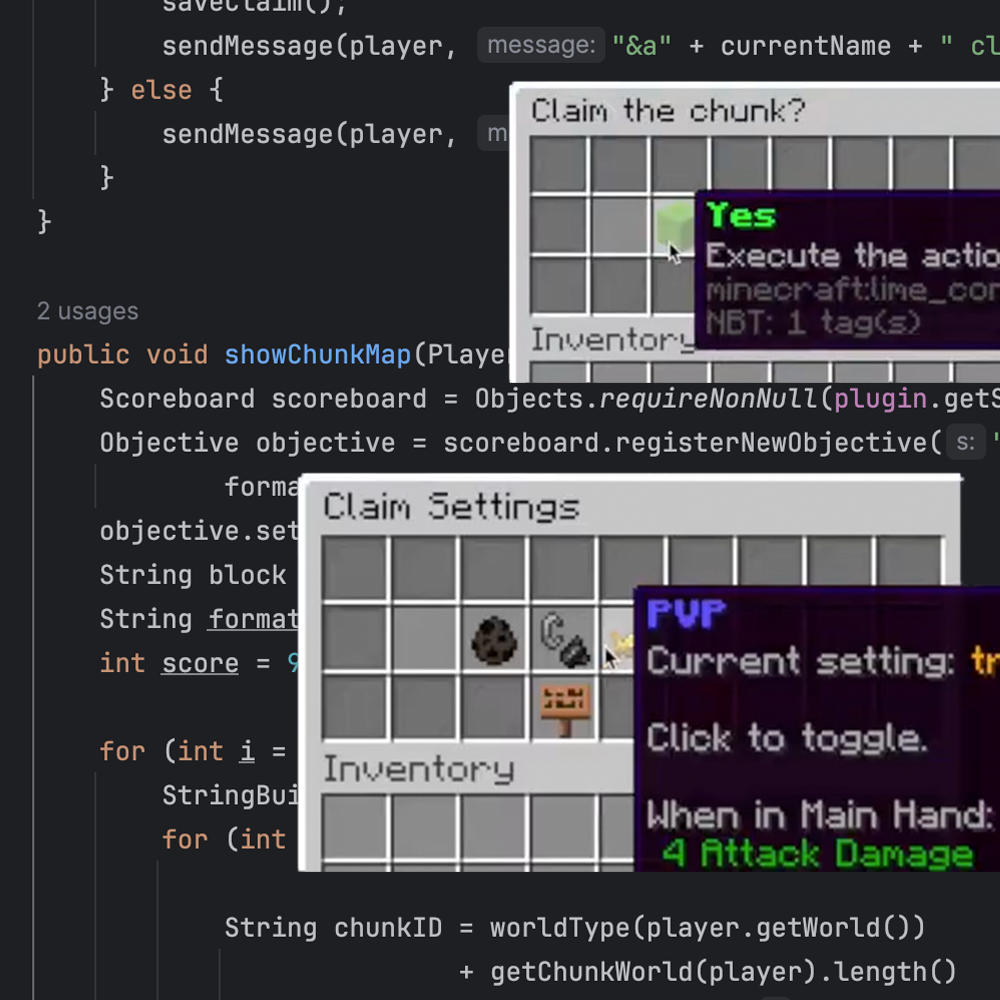 saveClaim();
sendMessage(player, message: "&a" + currentName + " cl
} else {
sendMessage(player, m
}
}
Claim the chunk?
Yes
Execute the actio
minecraft:lime_con
NBT: 1 tag(s)
Inventory
2 usages
public void showChunkMap(Playe
Scoreboard scoreboard = Objects.requireNonNull(plugin.getS
Objective objective = scoreboard.registerNewObjective( s: "
forma
objective.set
String block
String format
int score = 9
for (int i =
StringBui
for (int
Claim Settings
PVP
Current setting: tr
Click to toggle.
When in Main Hand:
4 Attack Damage
Inventory
String chunkID = worldType(player.getWorld())
+ getChunkWorld(player).length()